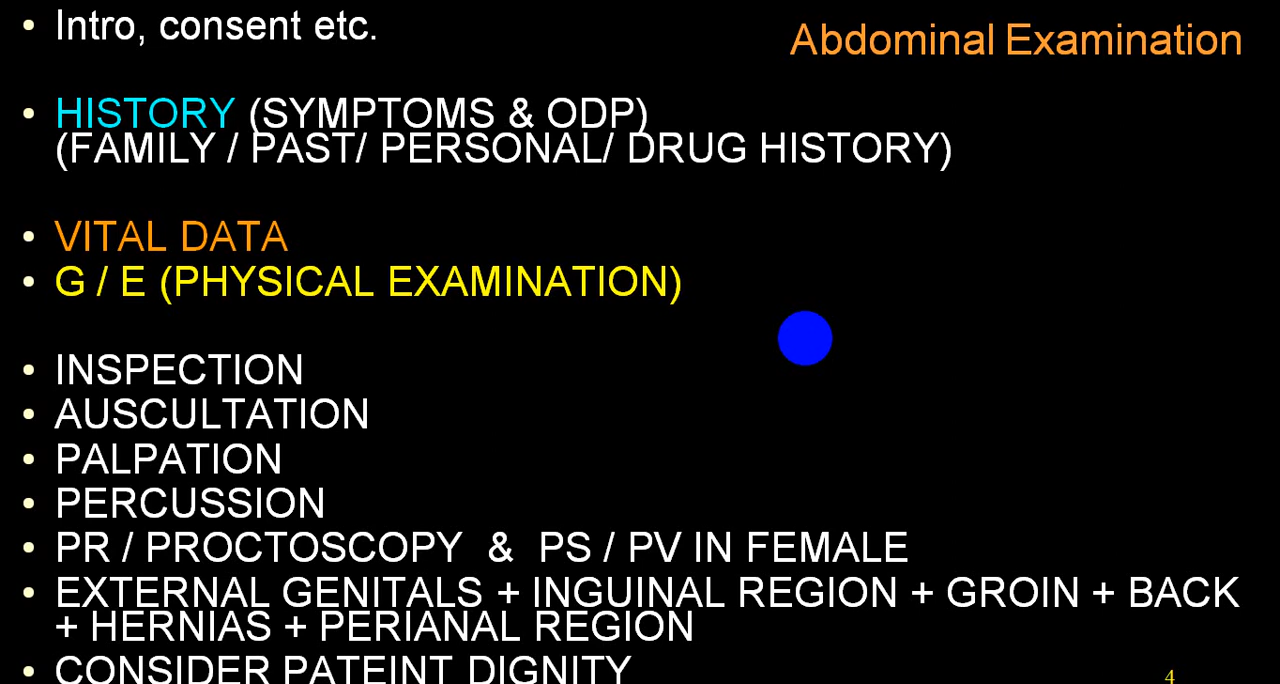 Abdominal Examination
• Intro, consent etc.
• HISTORY (SYMPTOMS & ODP)
(FAMILY / PAST/ PERSONAL/ DRUG HISTORY)
• VITAL DATA
• G / E (PHYSICAL EXAMINATION)
• INSPECTION
• AUSCULTATION
• PALPATION
• PERCUSSION
• PR / PROCTOSCOPY & PS / PV IN FEMALE
• EXTERNAL GENITALS + INGUINAL REGION + GROIN + BACK
+ HERNIAS + PERIANAL REGION
• CONSIDER PATEINT DIGNITY
4